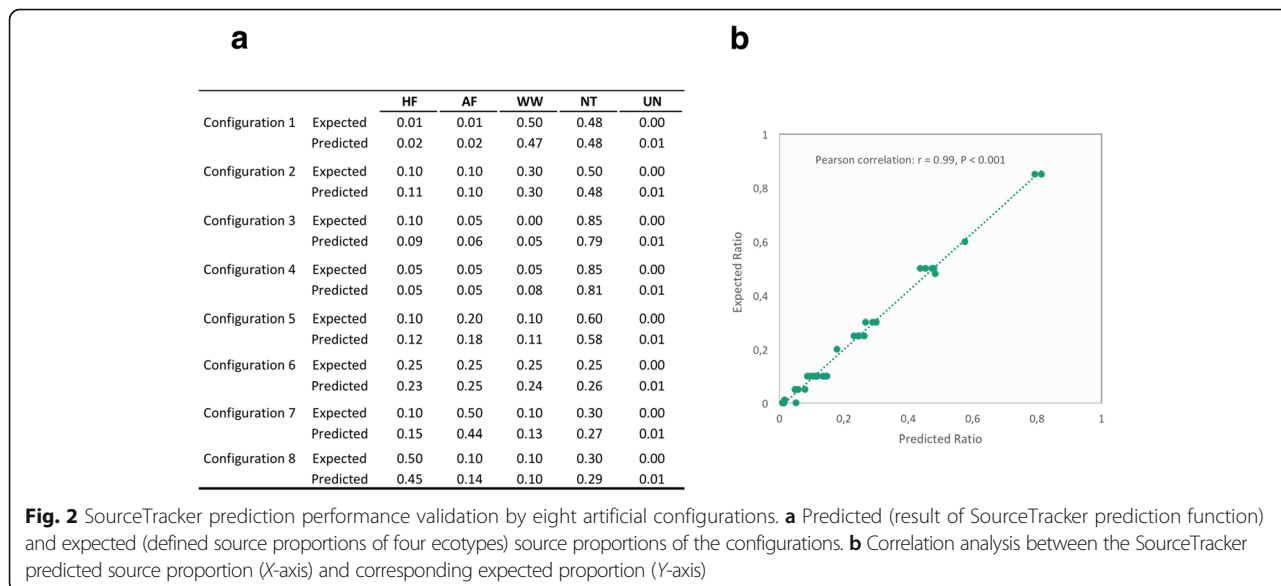 a
HF AF WW NT UN
Configuration 1 Expected 0.01 0.01 0.50 0.48 0.00
Predicted 0.02 0.02 0.47 0.48 0.01
Configuration 2 Expected 0.10 0.10 0.30 0.50 0.00
Predicted 0.11 0.10 0.30 0.48 0.01
Configuration 3 Expected 0.10 0.05 0.00 0.85 0.00
Predicted 0.09 0.06 0.05 0.79 0.01
Configuration 4 Expected 0.05 0.05 0.05 0.85 0.00
Predicted 0.05 0.05 0.08 0.81 0.01
Configuration 5 Expected 0.10 0.20 0.10 0.60 0.00
Predicted 0.12 0.18 0.11 0.58 0.01
Configuration 6 Expected 0.25 0.25 0.25 0.25 0.00
Predicted 0.23 0.25 0.24 0.26 0.01
Configuration 7 Expected 0.10 0.50 0.10 0.30 0.00
Predicted 0.15 0.44 0.13 0.27 0.01
Configuration 8 Expected 0.50 0.10 0.10 0.30 0.00
Predicted 0.45 0.14 0.10 0.29 0.01
b
Pearson correlation: r = 0.99, P < 0.001
Expected Ratio
1
0,8
0,6
0,4
0,2
0
0 0,2 0,4 0,6 0,8 1
Predicted Ratio
Fig. 2 SourceTracker prediction performance validation by eight artificial configurations. a Predicted (result of SourceTracker prediction function)
and expected (defined source proportions of four ecotypes) source proportions of the configurations. b Correlation analysis between the SourceTracker
predicted source proportion (X-axis) and corresponding expected proportion (Y-axis)